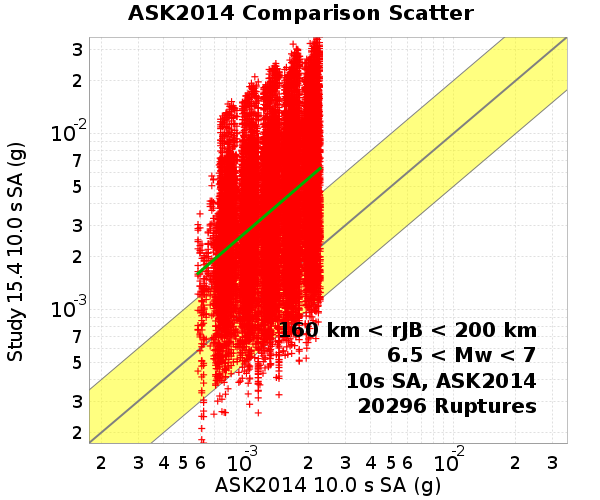 ASK2014 Comparison Scatter
Study 15.4 10.0 s SA (g)
3
2
10-2
7
5
3
2
10-3
7
5
3
2
160 km < rJB < 200 km
6.5 < Mw < 7
10s SA, ASK2014
20296 Ruptures
2 3 4 5 6 10-3 2 3 4 5 6 10-2 2 3
ASK2014 10.0 s SA (g)